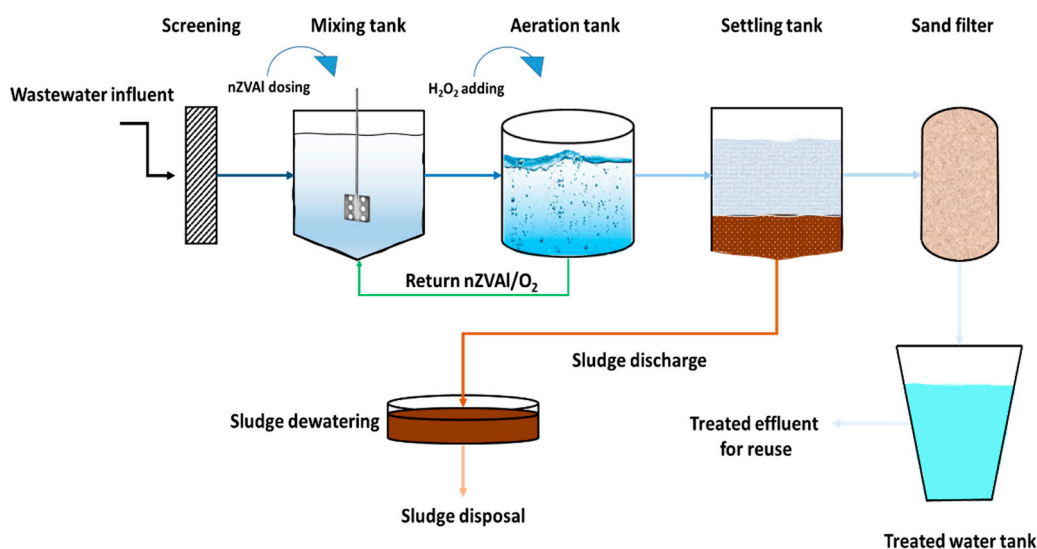 Screening
Mixing tank
Aeration tank
Settling tank
Sand filter
nZVAl dosing
H₂O₂ adding
Wastewater influent
Return nZVAl/O₂
Sludge discharge
Sludge dewatering
Treated effluent
for reuse
Sludge disposal
Treated water tank